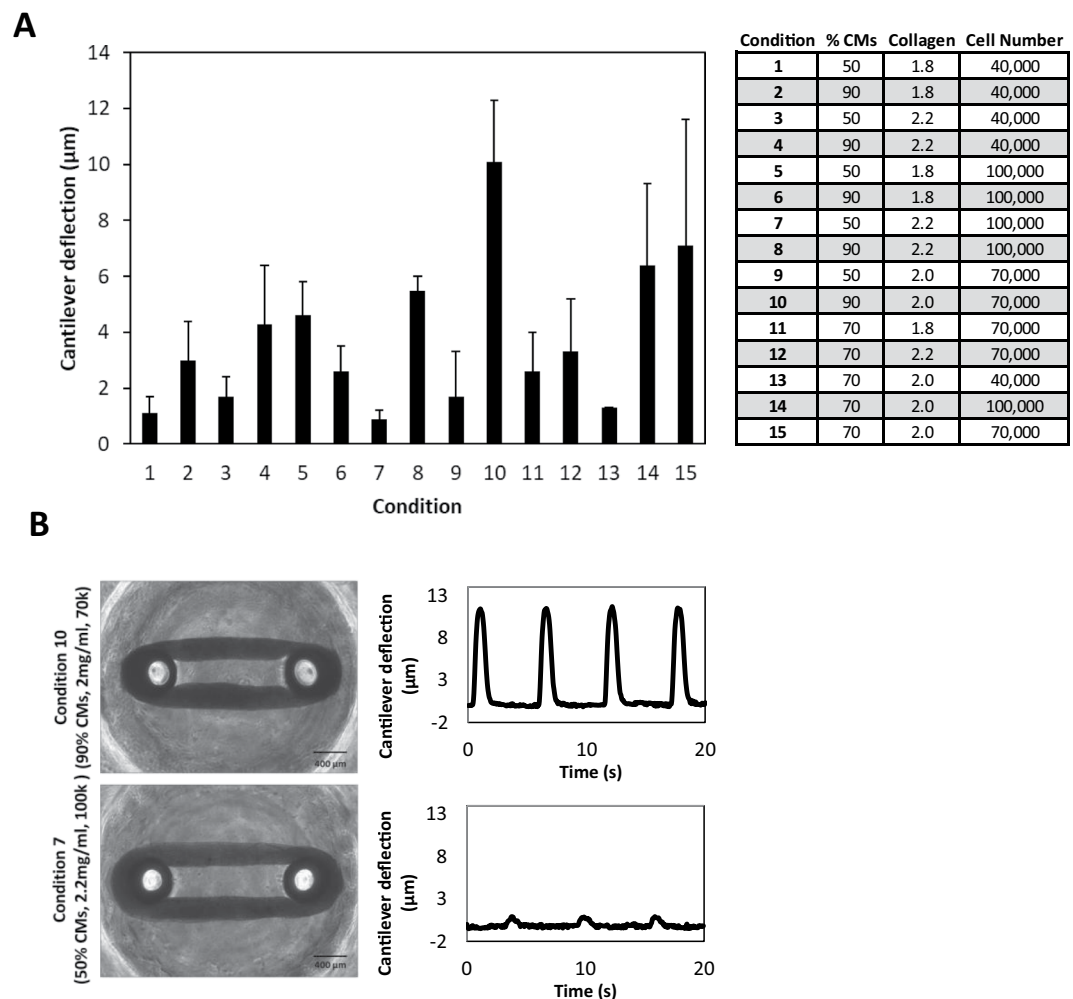 A
Cantilever deflection (μm)
14
12
10
8
6
4
2
0
1 2 3 4 5 6 7 8 9 10 11 12 13 14 15
Condition
Condition % CMs Collagen Cell Number
1 50 1.8 40,000
2 90 1.8 40,000
3 50 2.2 40,000
4 90 2.2 40,000
5 50 1.8 100,000
6 90 1.8 100,000
7 50 2.2 100,000
8 90 2.2 100,000
9 50 2.0 70,000
10 90 2.0 70,000
11 70 1.8 70,000
12 70 2.2 70,000
13 70 2.0 40,000
14 70 2.0 100,000
15 70 2.0 70,000
B
Condition 10
(90% CMs, 2mg/ml, 70k)
400 μm
Cantilever deflection
(μm)
13
8
3
-2
0 10 20
Time (s)
Condition 7
(50% CMs, 2.2mg/ml, 100k )
400 μm
Cantilever deflection
(μm)
13
8
3
-2
0 10 20
Time (s)